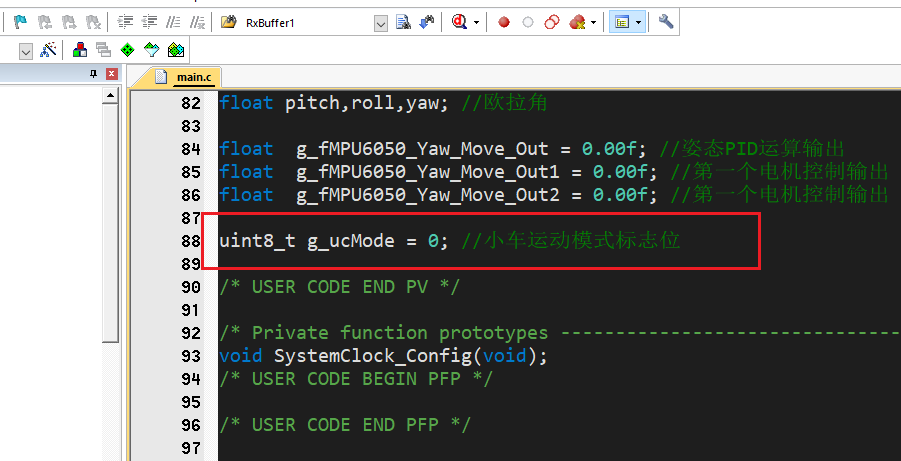 RxBuffer1
main.c
82 float pitch,roll,yaw; //欧拉角
83
84 float  g_fMPU6050_Yaw_Move_Out = 0.00f; //姿态PID运算输出
85 float  g_fMPU6050_Yaw_Move_Out1 = 0.00f; //第一个电机控制输出
86 float  g_fMPU6050_Yaw_Move_Out2 = 0.00f; //第一个电机控制输出
87
88 uint8_t g_ucMode = 0; //小车运动模式标志位
89
90 /* USER CODE END PV */
91
92 /* Private function prototypes -------------------------------
93 void SystemClock_Config(void);
94 /* USER CODE BEGIN PFP */
95
96 /* USER CODE END PFP */
97